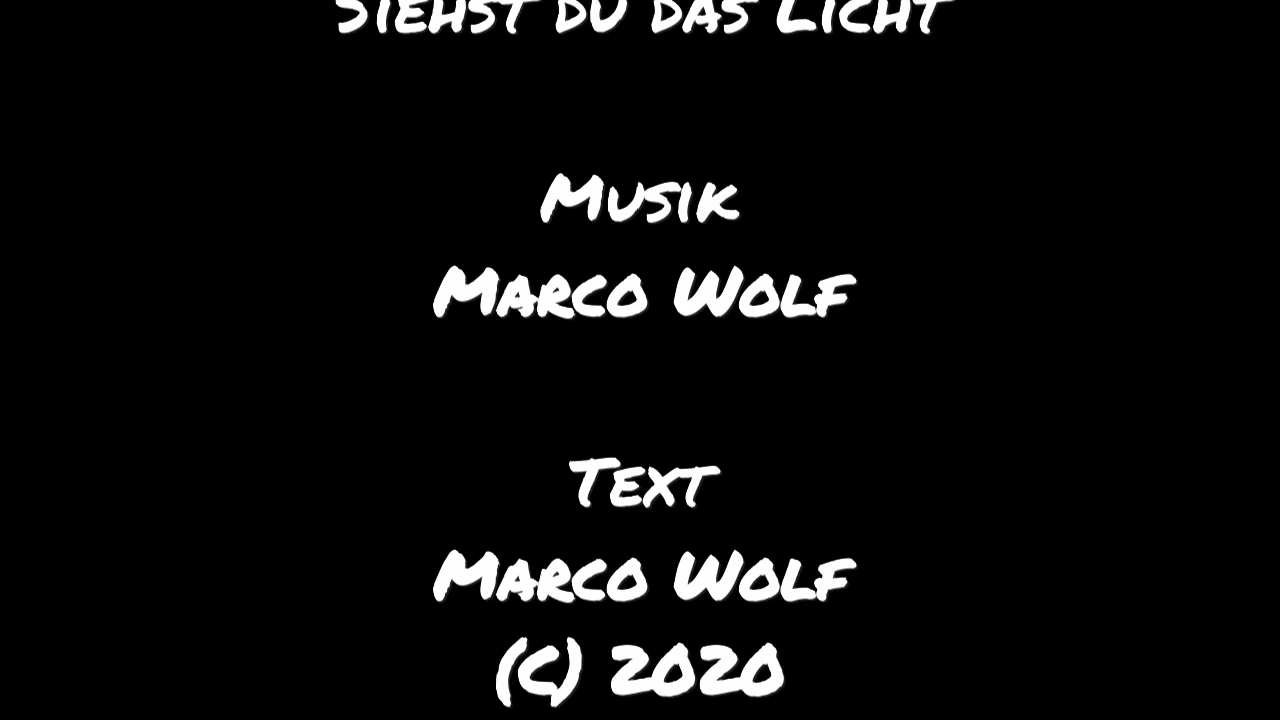 Siehst du das Licht
Musik
Marco Wolf
Text
Marco Wolf
(C) 2020